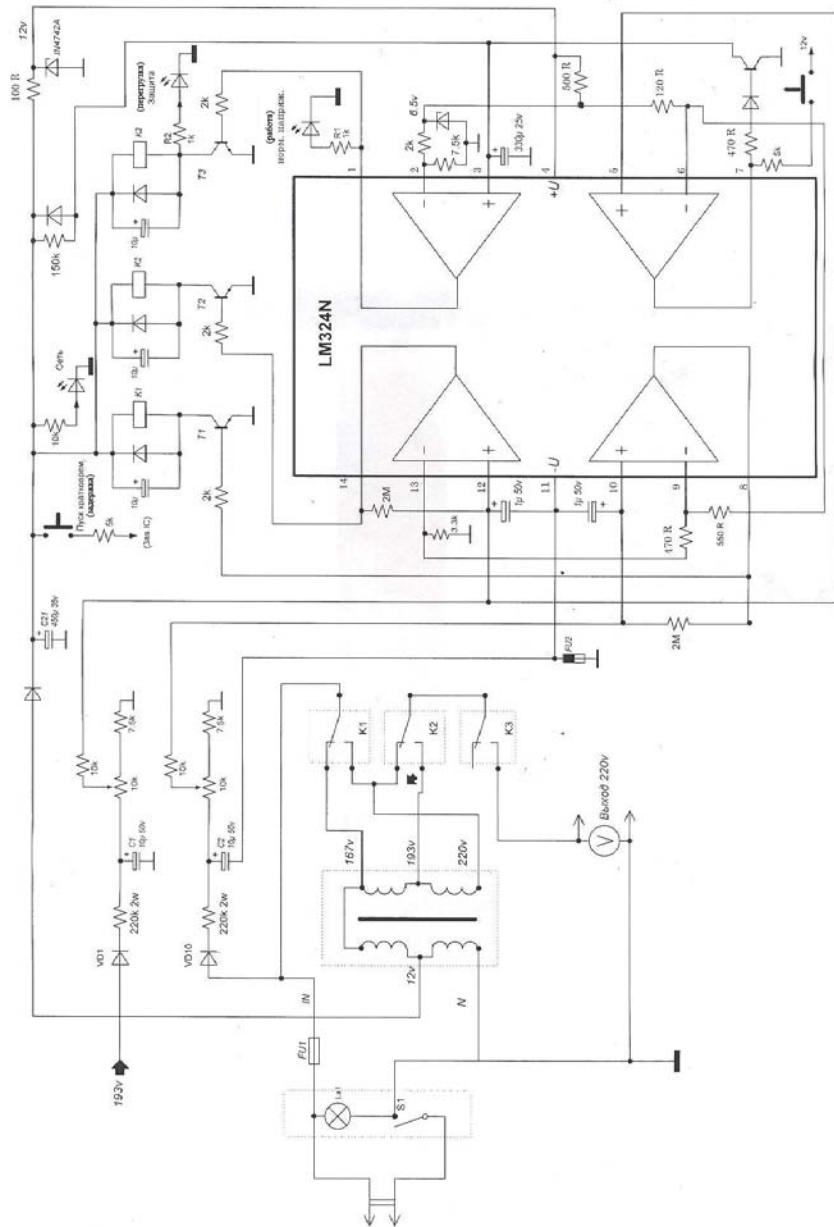 12v
100 R
IN4742A
(перегрузка)
Защита
150k
10µ
K2
R2
1k
T3
2k
(работа)
норм. напряж.
R1
1k
10µ
K2
T2
2k
Сеть
10k
10µ
K1
T1
2k
Пуск кратковрем.
(задержка)
5k
C21
450µ 35v
500 R
6.5v
2k
7.5k
330µ 25v
120 R
12v
470 R
5k
1
2
3
4
+U
5
6
7
LM324N
14
13
12
11
-U
10
9
8
2M
3.3k
1µ 50v
1µ 50v
470 R
550 R
2M
FU2
10k
7.5k
10k
C1
10µ 50v
220k 2w
VD1
193v
10k
7.5k
10k
C2
10µ 50v
220k 2w
VD10
K1
K2
K3
167v
193v
220v
12v
N
IN
FU1
S1
V
Выход 220v